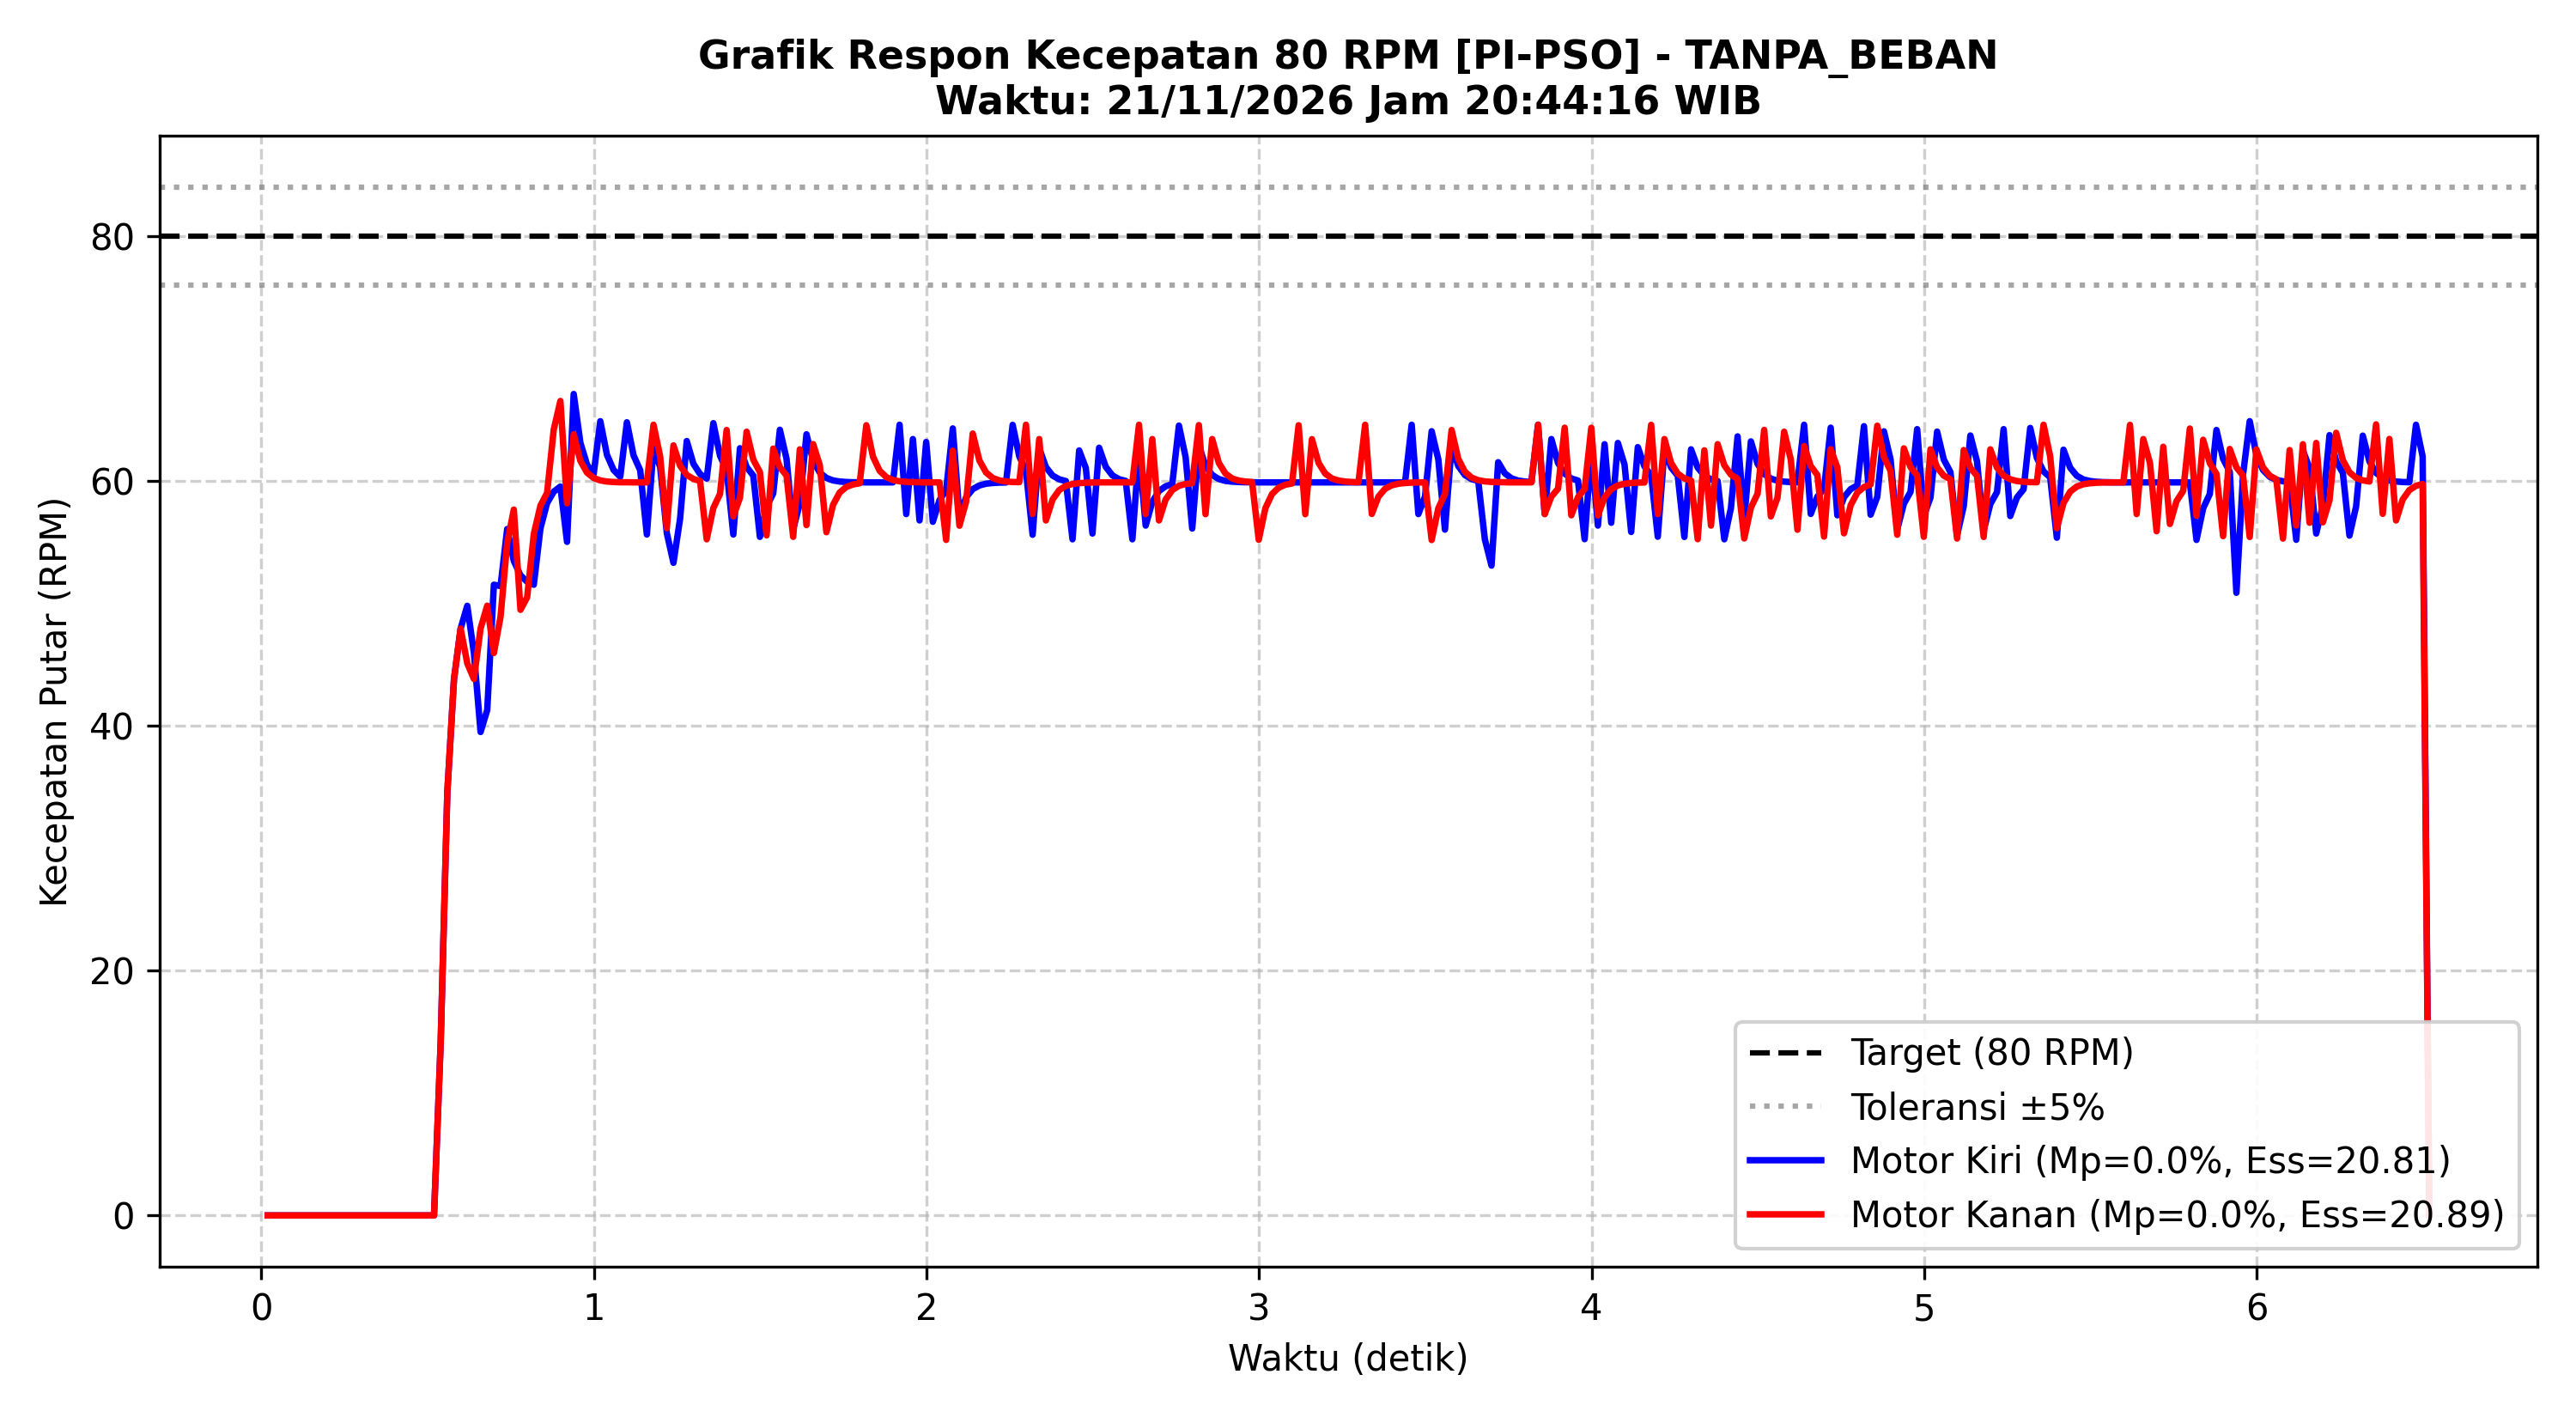 Grafik Respon Kecepatan 80 RPM [PI-PSO] - TANPA_BEBAN
Waktu: 21/11/2026 Jam 20:44:16 WIB
Kecepatan Putar (RPM)
80
60
40
20
0
0 1 2 3 4 5 6
Waktu (detik)
Target (80 RPM)
Toleransi ±5%
Motor Kiri (Mp=0.0%, Ess=20.81)
Motor Kanan (Mp=0.0%, Ess=20.89)